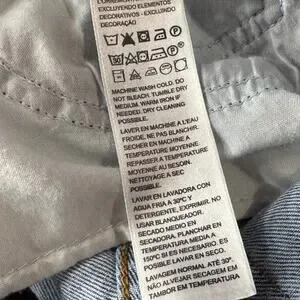 EXCLUYENDO ELEMENTOS
DECORATIVOS - EXCLUINDO
DECORAÇÃO
MACHINE WASH COLD. DO
NOT BLEACH. TUMBLE DRY
MEDIUM. WARM IRON IF
NEEDED. DRY CLEANING
POSSIBLE.
LAVER EN MACHINE A L'EAU
FROIDE. NE PAS BLANCHIR.
SECHER EN MACHINE A
TEMPERATURE MOYENNE.
REPASSER A TEMPERATURE
MOYENNE.
NETTOYAGE A SEC
POSSIBLE.
LAVAR EN LAVADORA CON
AGUA FRIA A 30ºC Y
DETERGENTE, EXPRIMIR. NO
USAR BLANQUEADOR.
SECADO MEDIO EN
SECADORA. PLANCHAR EN
TEMPERATURA MEDIA A
150ºC SI ES NECESARIO. ES
POSIBLE LAVAR EN SECO.
LAVAGEM NORMAL ATÉ 30º.
NÃO ALVEJAR SECAGEM EM
TAMBOR EM TEMPERATURA